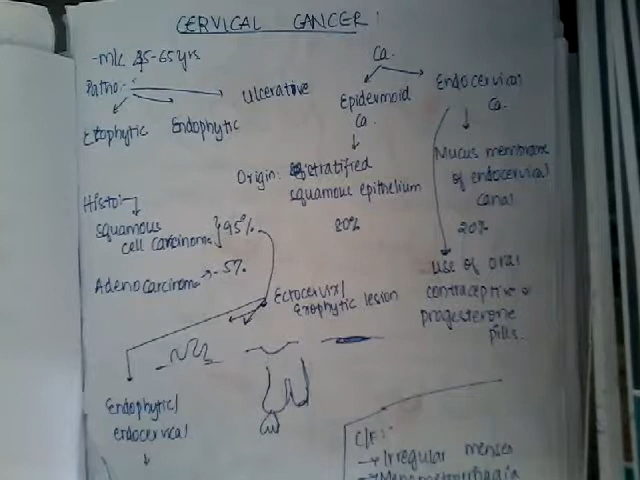 CERVICAL CANCER:
-m/c 45-65 yrs
Patho:-
Exophytic
Endophytic
Ulcerative
Ca.
Epidermoid
Ca.
Origin: stratified
squamous epithelium
80%
Endocervical
Ca.
Mucus membrane
of endocervical
canal
20%
Use of oral
contraceptive or
progesterone
pills.
Histo:-
squamous
cell carcinoma } 95%
Adenocarcinoma -5%
Ectocervix/
Exophytic lesion
Endophytic/
endocervical
C/F:
→ Irregular menses
→ Menometrorrhagia